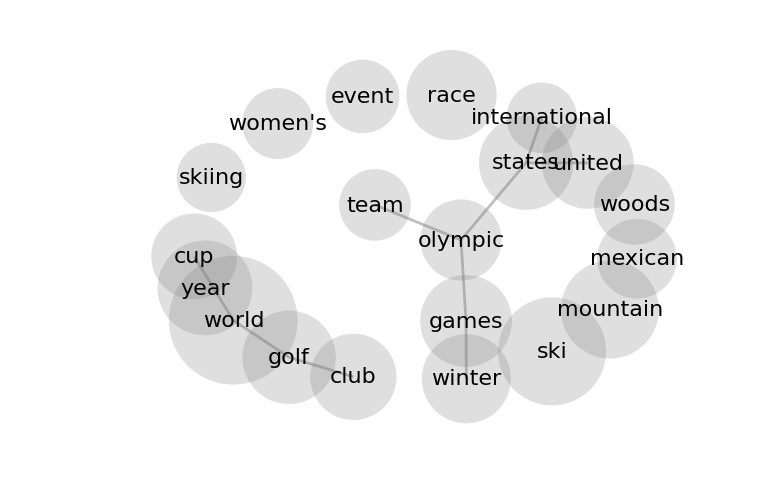 event
race
international
women's
states
united
skiing
team
woods
olympic
cup
mexican
year
mountain
world
games
golf
ski
club
winter